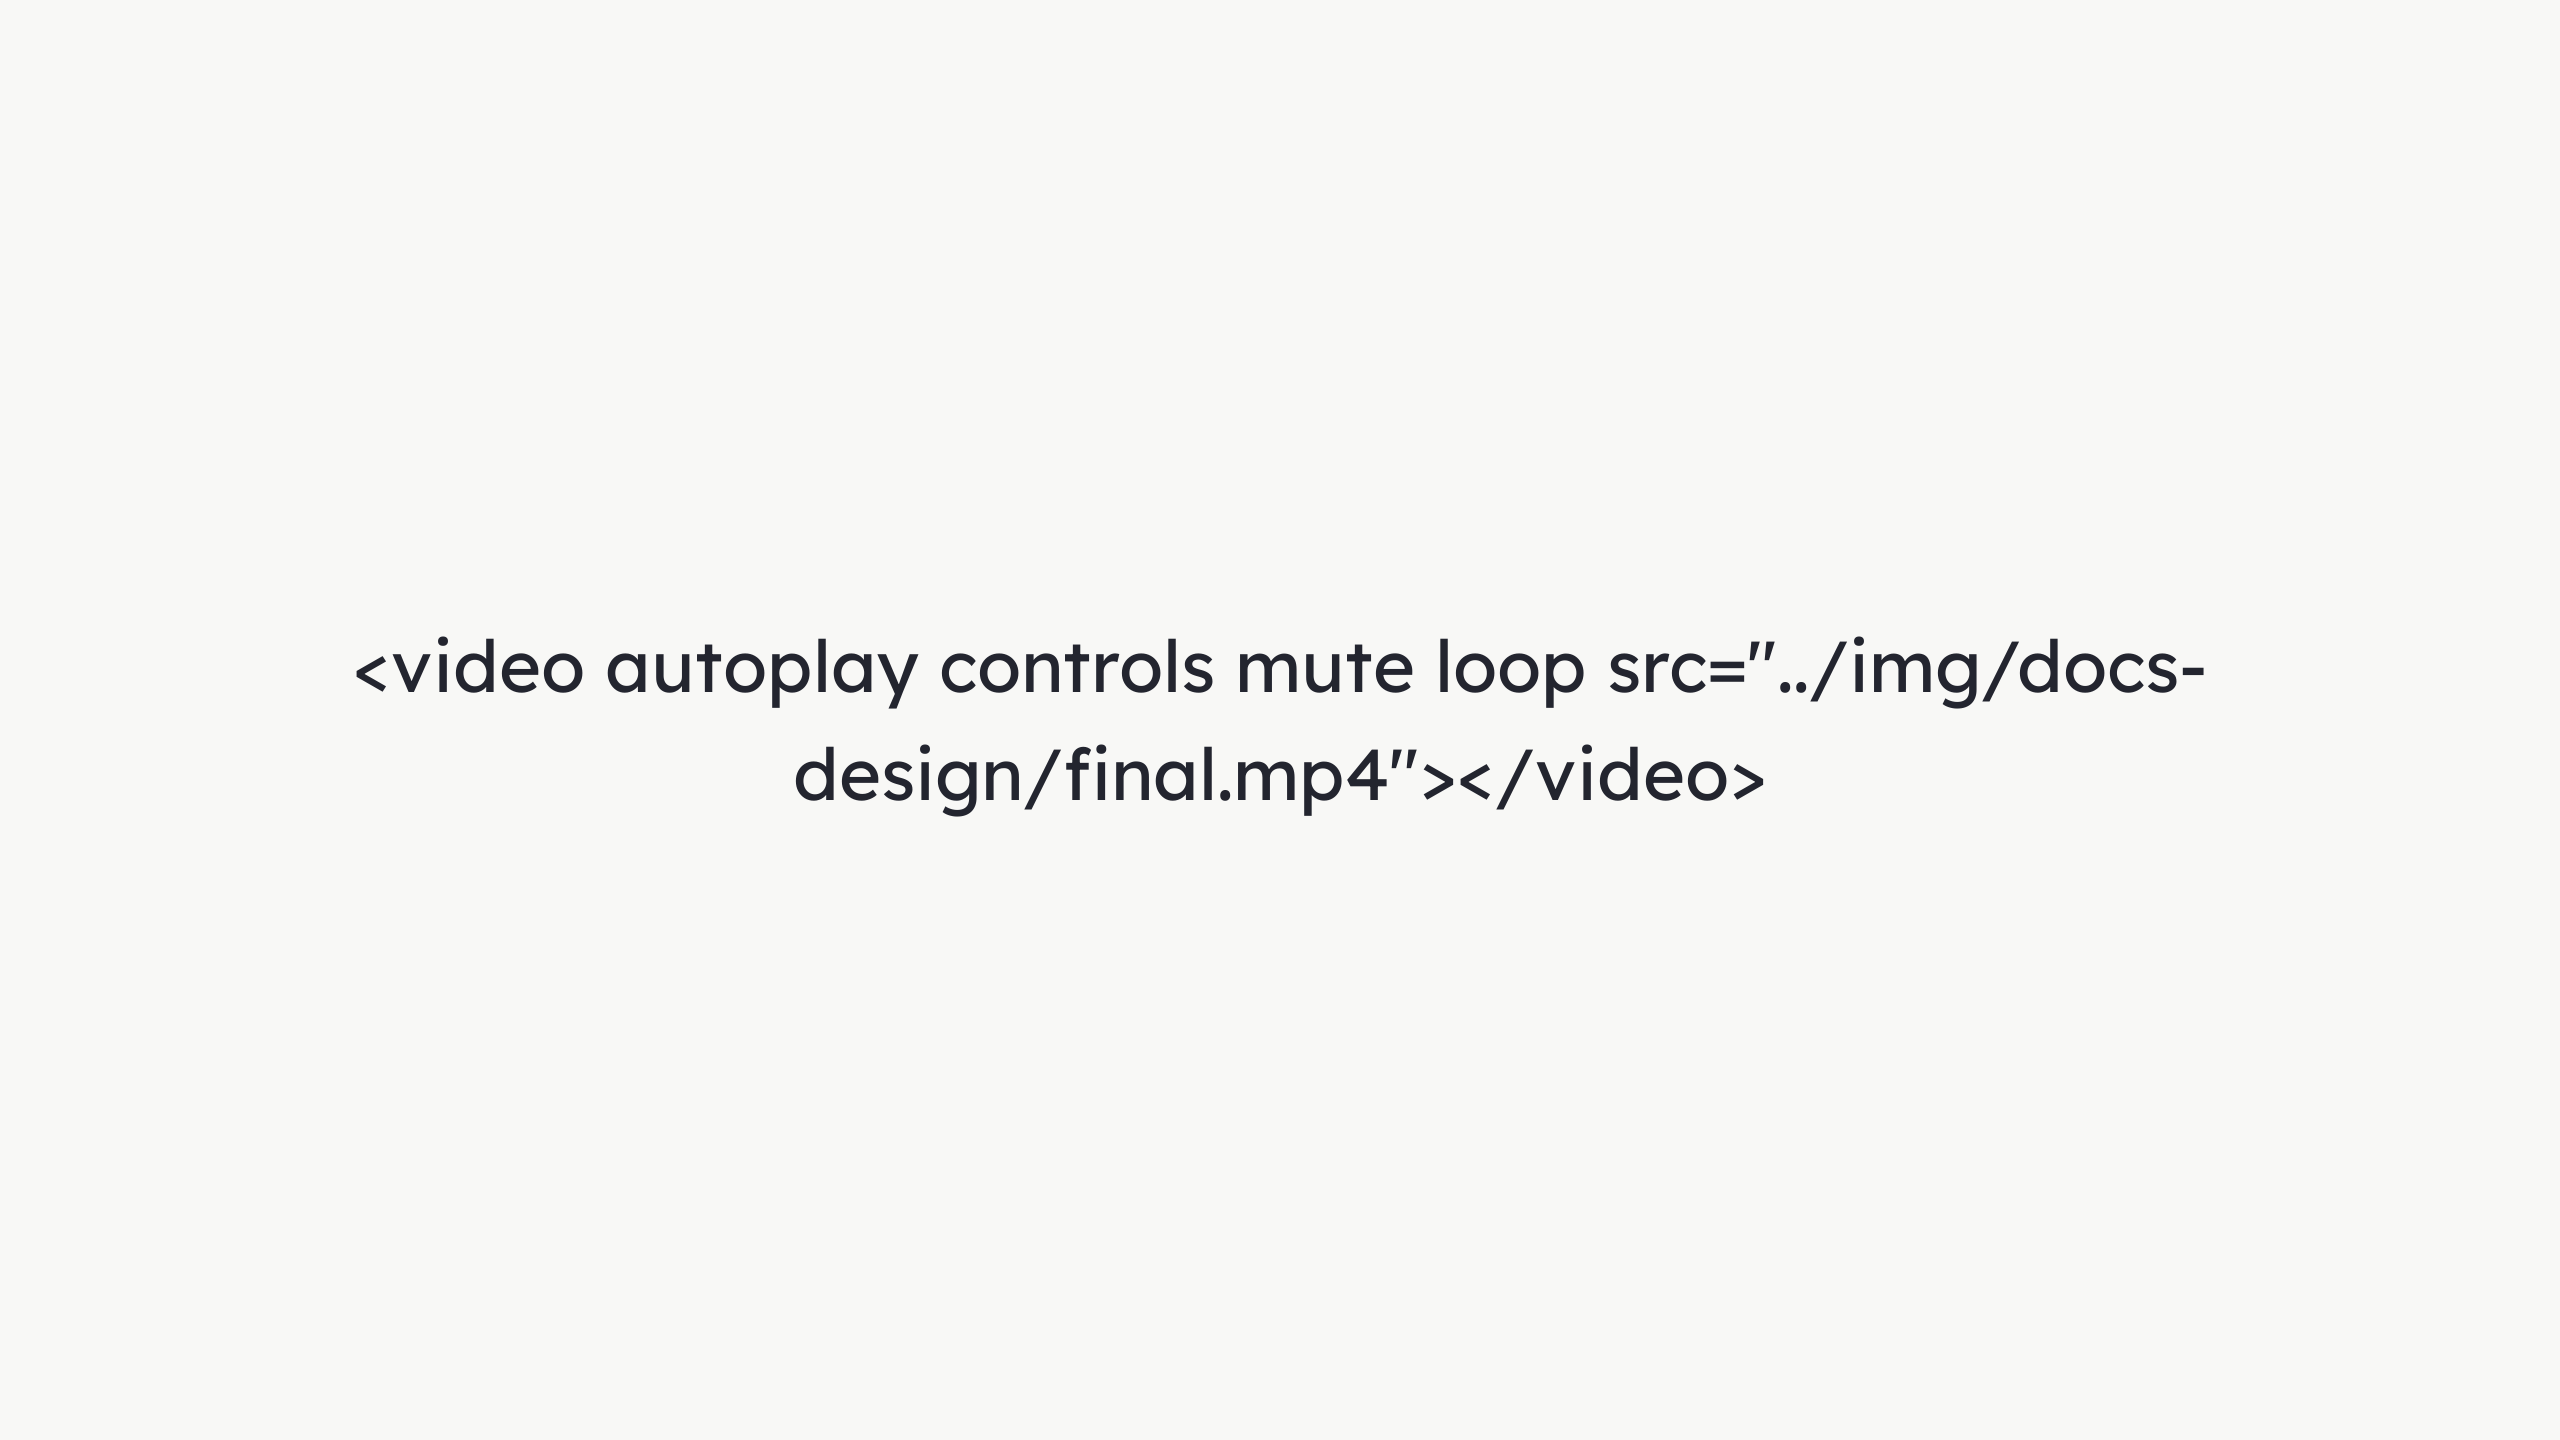 <video autoplay controls mute loop src="../img/docs-
design/final.mp4"></video>